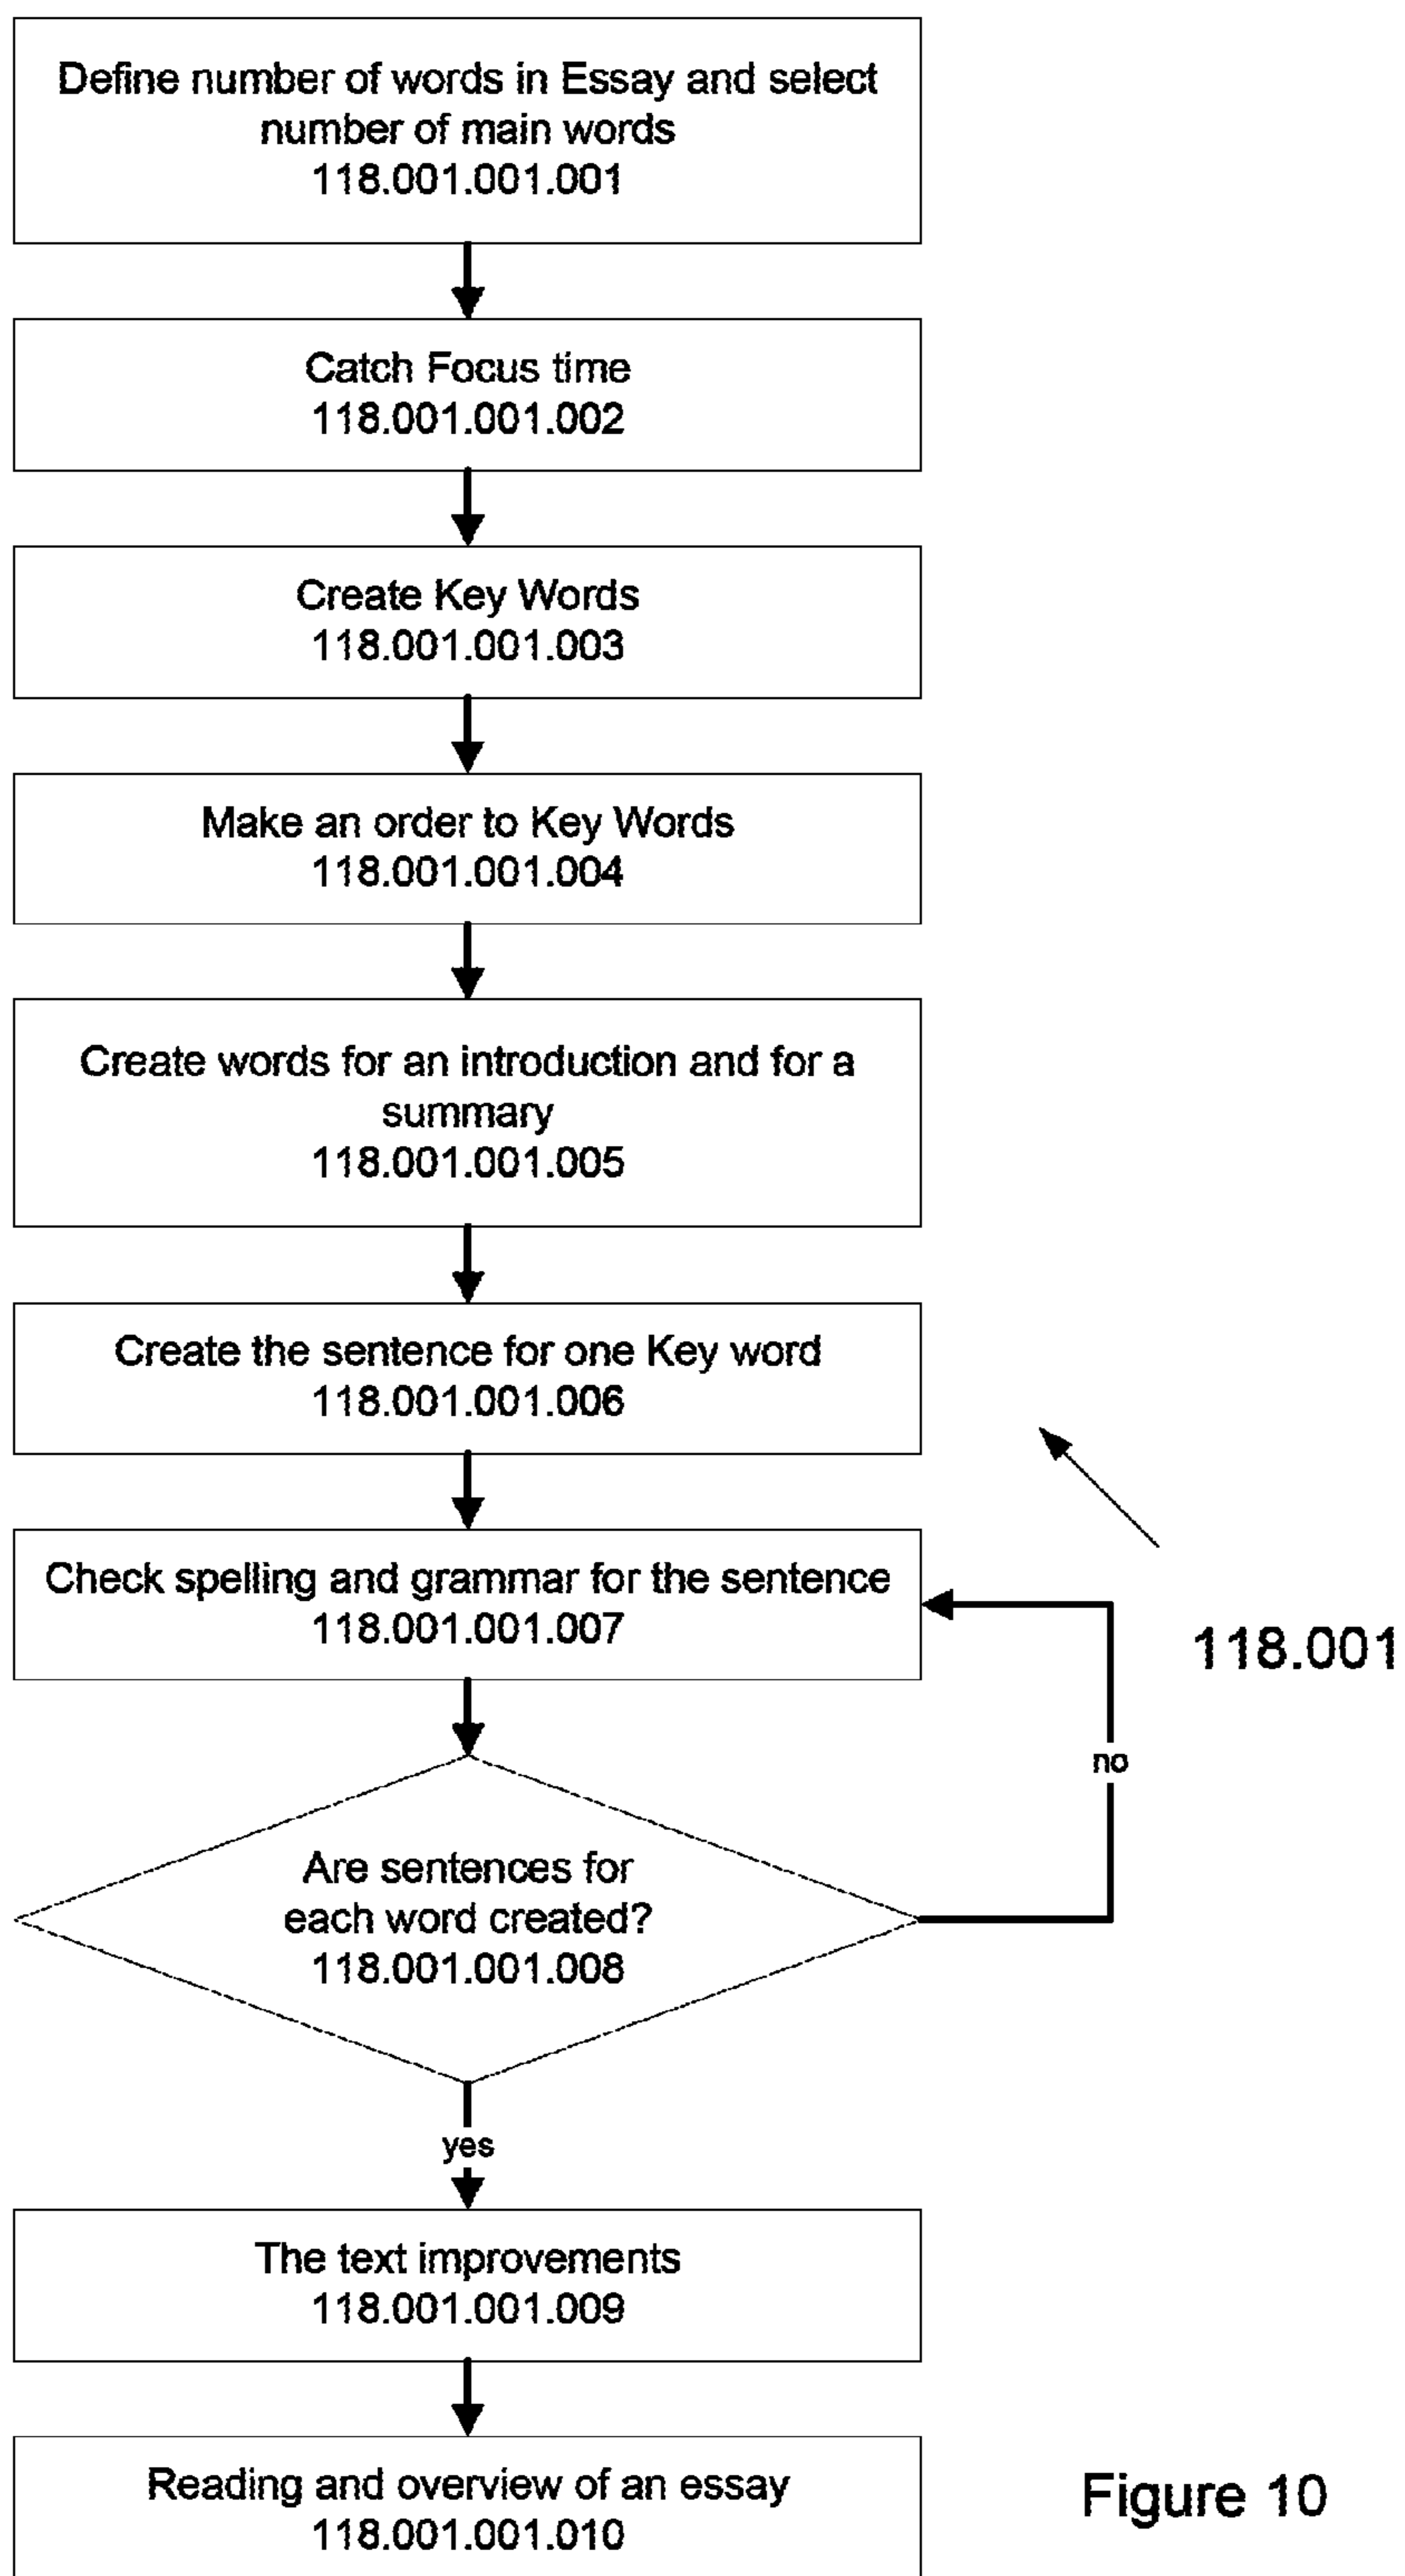 Define number of words in Essay and select
number of main words
118.001.001.001
Catch Focus time
118.001.001.002
Create Key Words
118.001.001.003
Make an order to Key Words
118.001.001.004
Create words for an introduction and for a
summary
118.001.001.005
Create the sentence for one Key word
118.001.001.006
Check spelling and grammar for the sentence
118.001.001.007
118.001
no
Are sentences for
each word created?
118.001.001.008
yes
The text improvements
118.001.001.009
Reading and overview of an essay
118.001.001.010
Figure 10